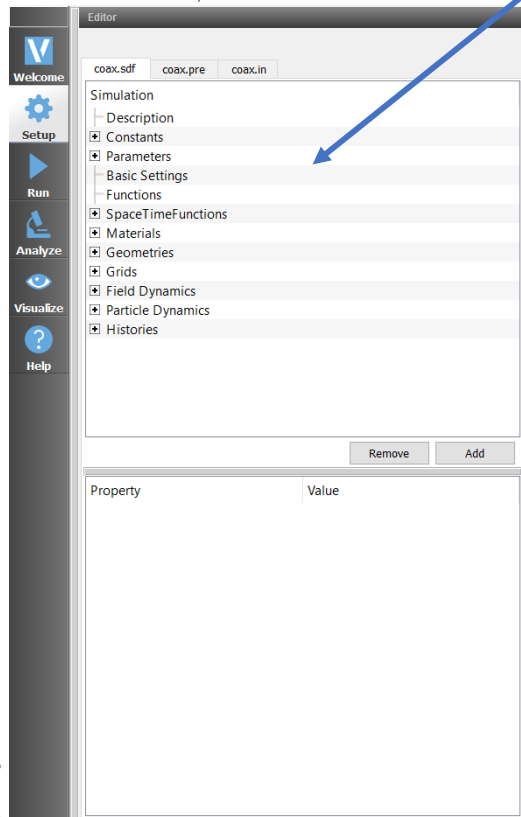 Editor
Welcome
coax.sdf coax.pre coax.in
Simulation
Description
Setup
Constants
Parameters
Basic Settings
Run
Functions
SpaceTimeFunctions
Materials
Analyze
Geometries
Grids
Field Dynamics
Visualize
Particle Dynamics
Histories
Help
Remove Add
Property Value